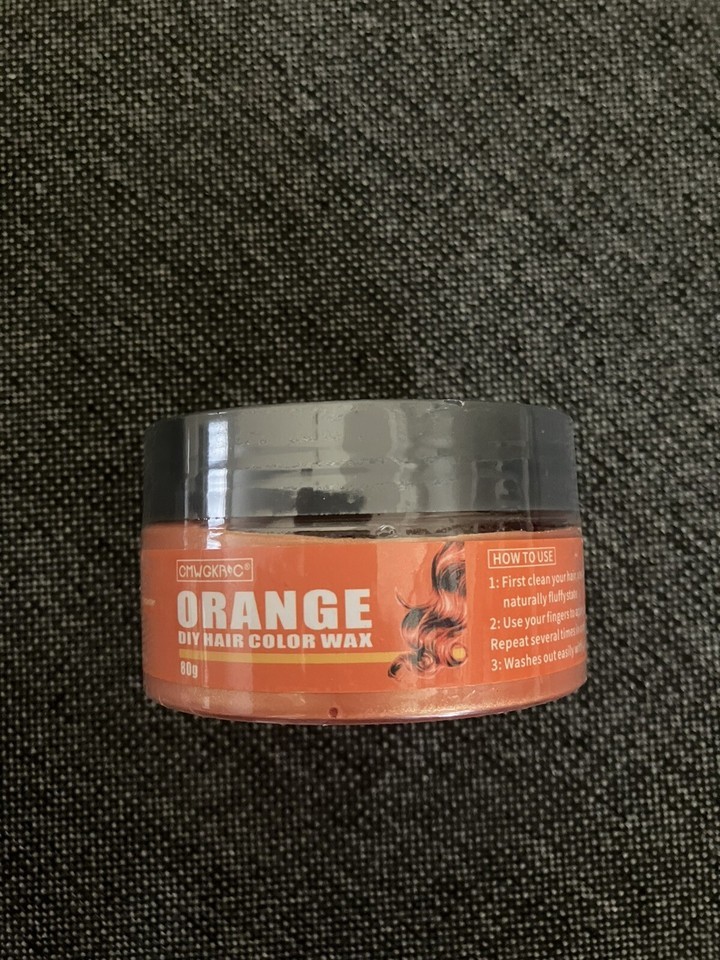 CMWGKR C®
ORANGE
DIY HAIR COLOR WAX
80g
HOW TO USE
1: First clean your hair
naturally fluffy state
2: Use your fingers to
Repeat several times
3: Washes out easily